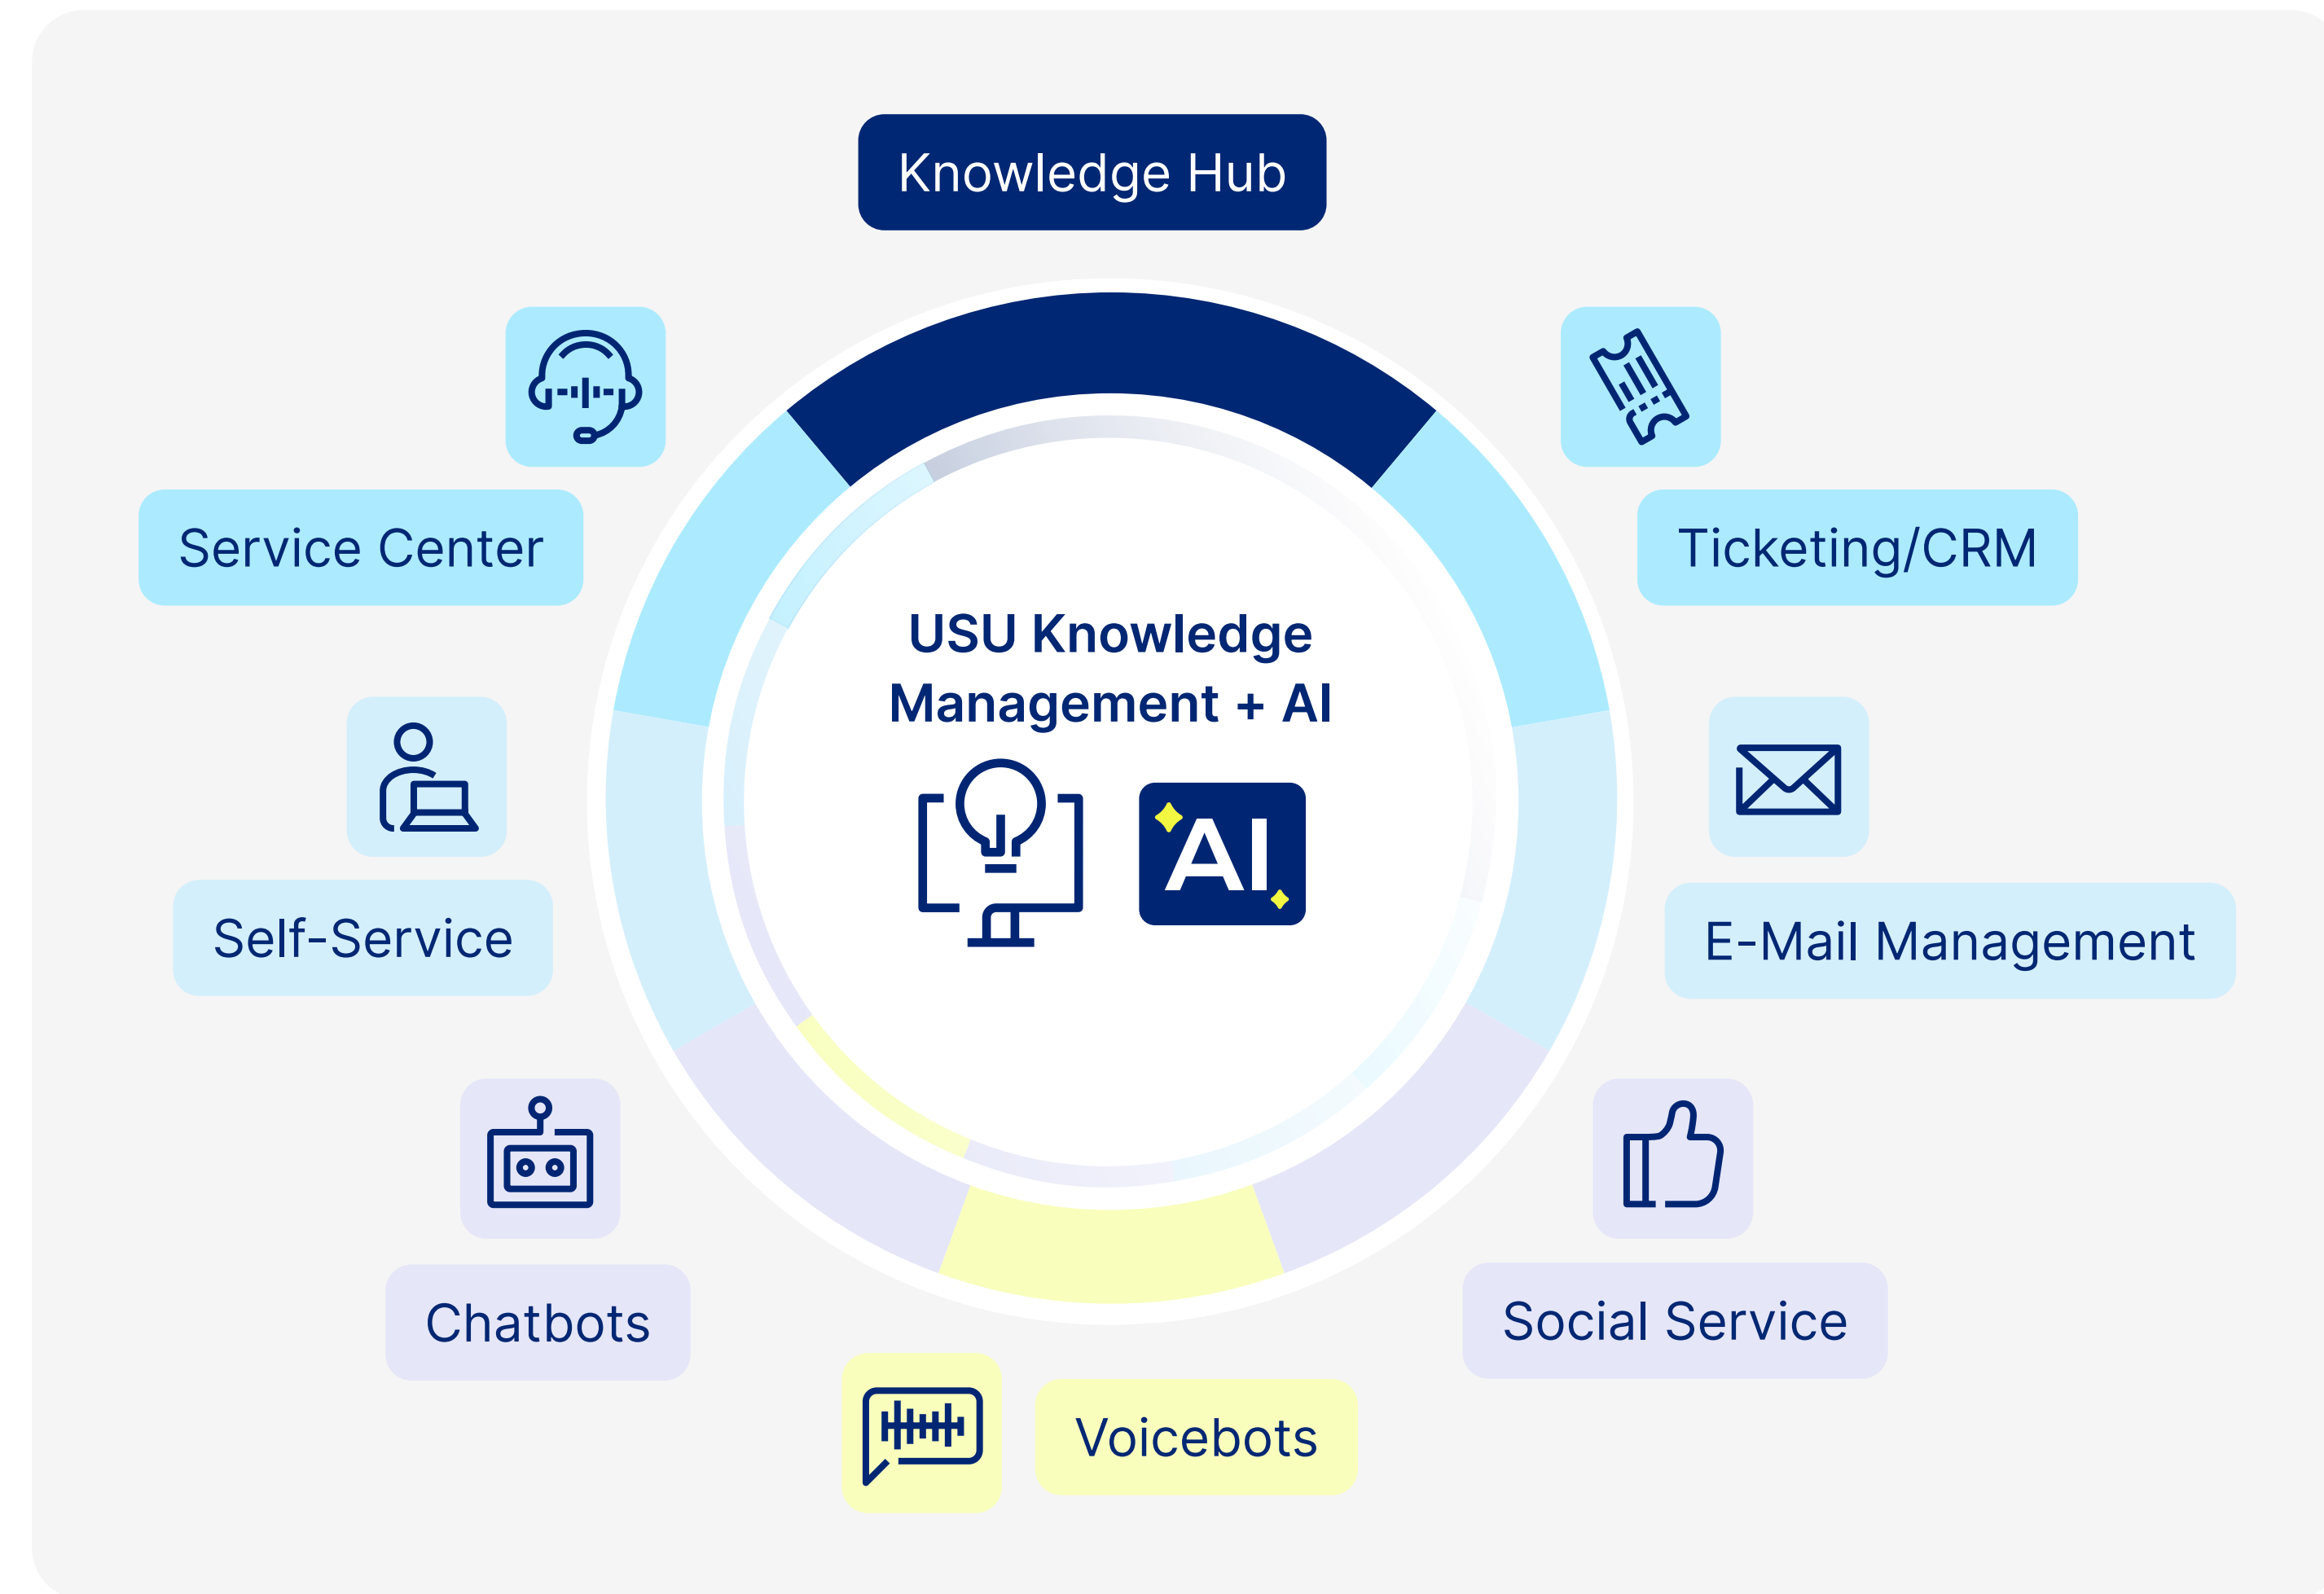 Knowledge Hub
Service Center
Ticketing/CRM
USU Knowledge
Management + AI
AI
Self-Service
E-Mail Management
Chatbots
Social Service
Voicebots